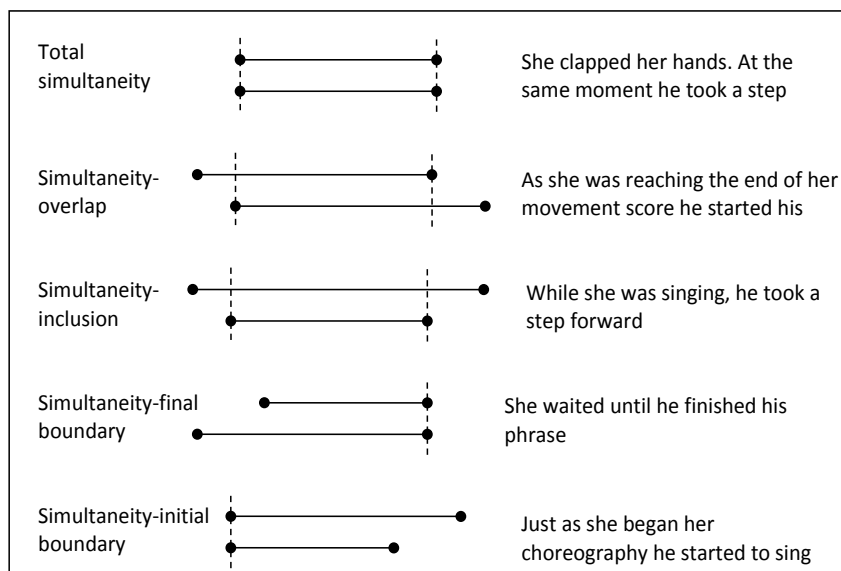 Total
simultaneity
She clapped her hands. At the
same moment he took a step
Simultaneity-
overlap
As she was reaching the end of her
movement score he started his
Simultaneity-
inclusion
While she was singing, he took a
step forward
Simultaneity-final
boundary
She waited until he finished his
phrase
Simultaneity-initial
boundary
Just as she began her
choreography he started to sing